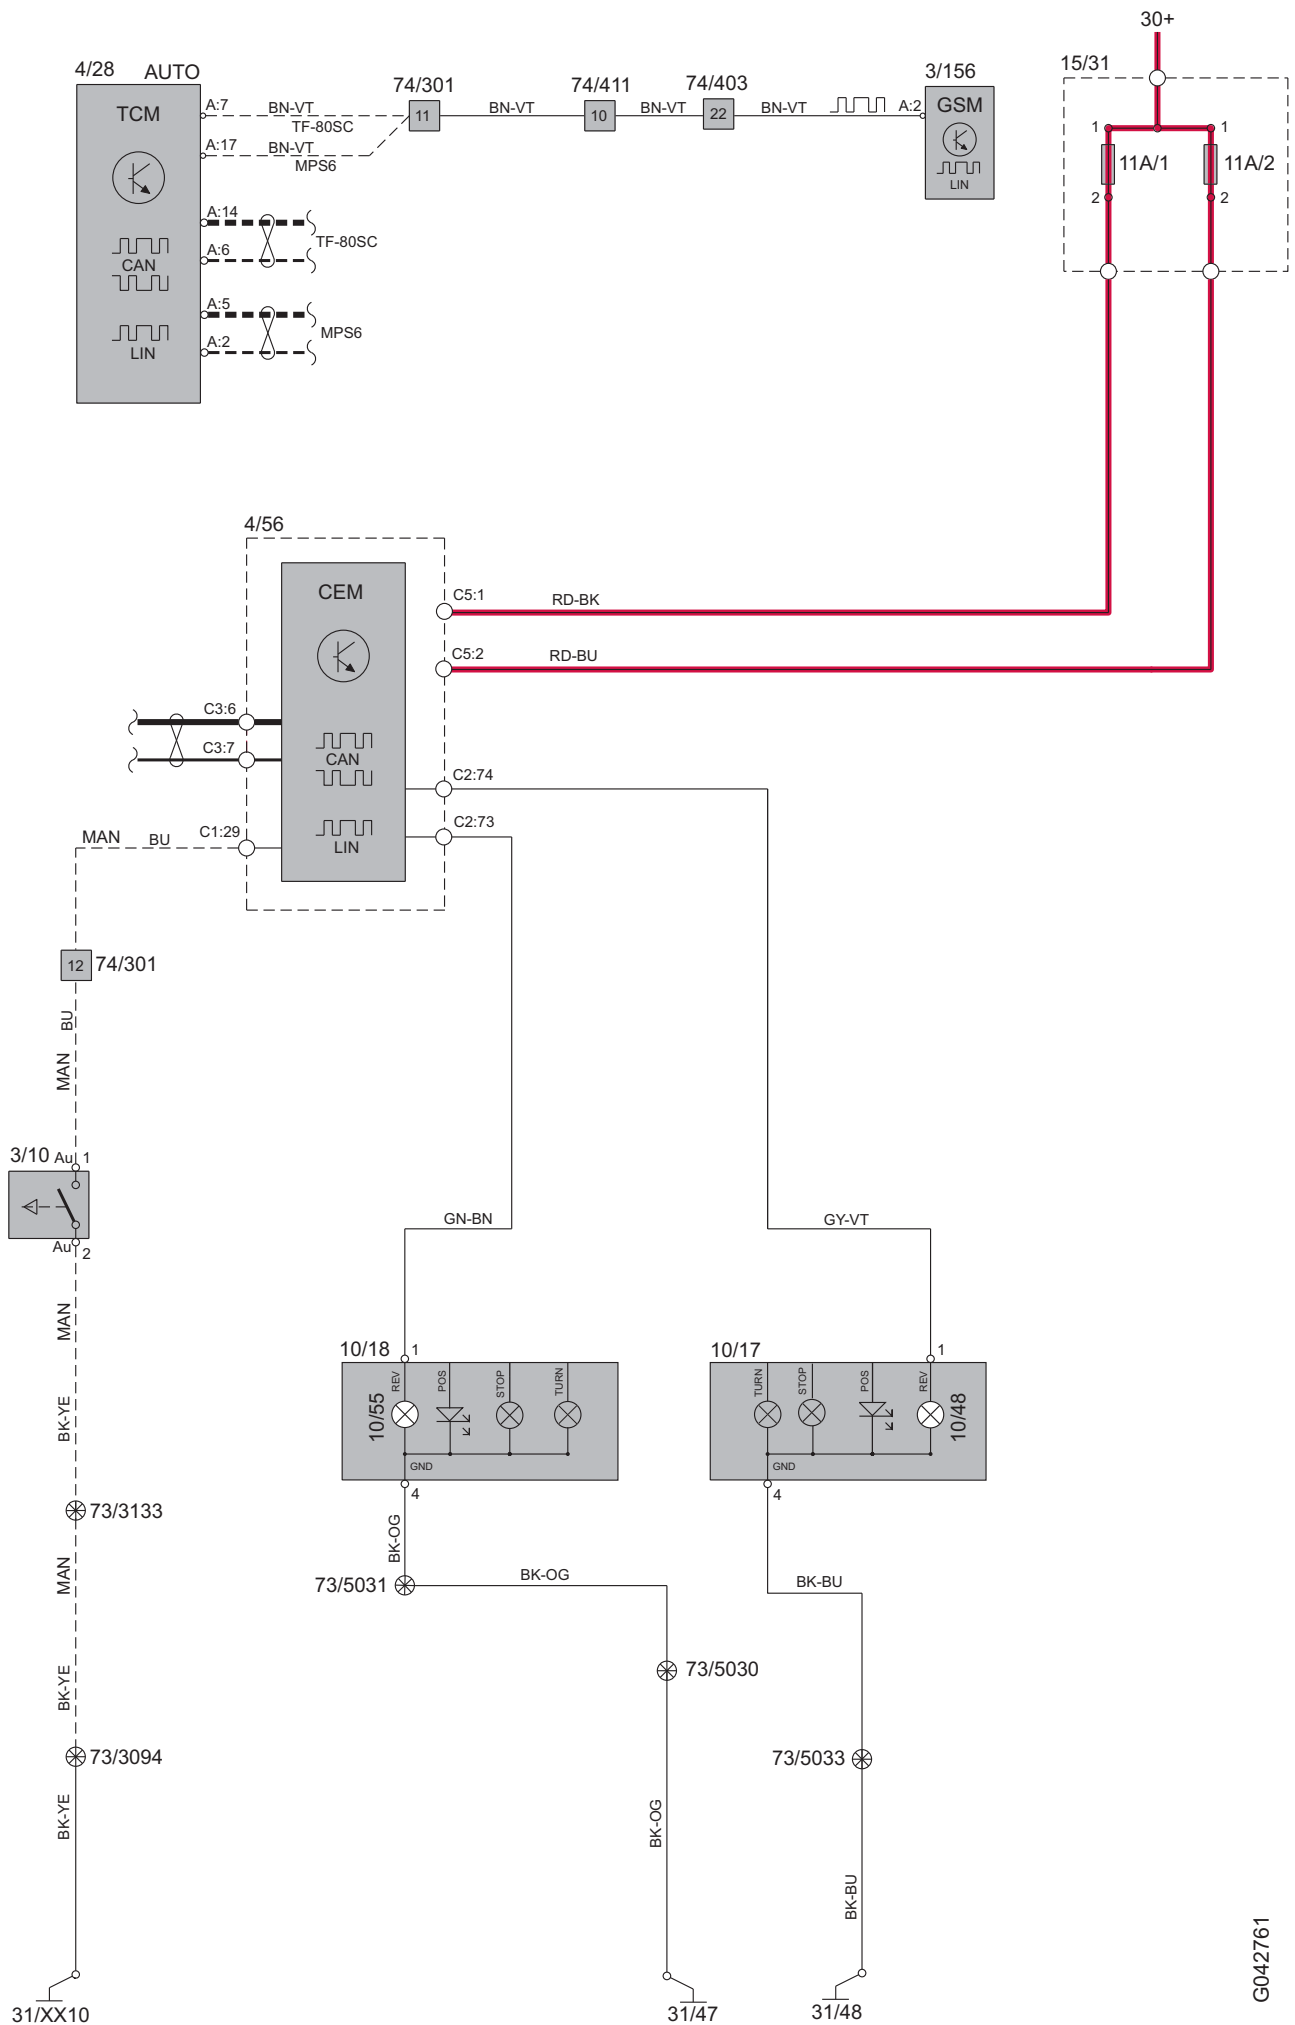 30+
4/28 AUTO
74/301
74/411
74/403
3/156
15/31
TCM
A:7 BN-VT
TF-80SC
11
BN-VT
10
BN-VT
22
BN-VT
A:2
GSM
LIN
A:17 BN-VT
MPS6
1
1
11A/1
11A/2
2
2
A:14
A:6
TF-80SC
CAN
A:5
A:2
MPS6
LIN
4/56
CEM
C5:1
RD-BK
C5:2
RD-BU
C3:6
C3:7
CAN
C2:74
C2:73
LIN
MAN BU C1:29
12 74/301
BU
MAN
3/10 Au 1
Au 2
GN-BN
GY-VT
MAN
BK-YE
10/18 1
REV
POS
STOP
TURN
10/55
GND
4
10/17 1
TURN
STOP
POS
REV
10/48
GND
4
73/3133
BK-OG
MAN
73/5031
BK-OG
BK-BU
BK-YE
73/5030
73/3094
73/5033
BK-YE
BK-OG
BK-BU
31/XX10
31/47
31/48
G042761